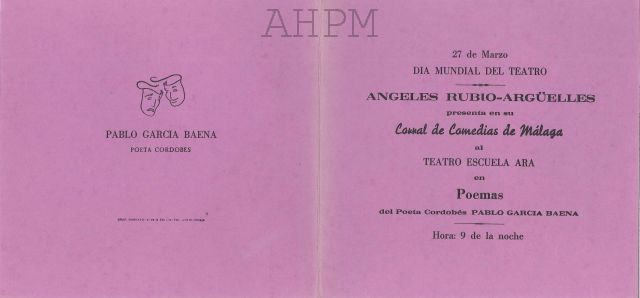 AHPM
PABLO GARCIA BAENA
POETA CORDOBES
27 de Marzo
DIA MUNDIAL DEL TEATRO
ANGELES RUBIO-ARGÜELLES
presenta en su
Corral de Comedias de Málaga
al
TEATRO ESCUELA ARA
en
Poemas
del Poeta Cordobés PABLO GARCIA BAENA
Hora: 9 de la noche